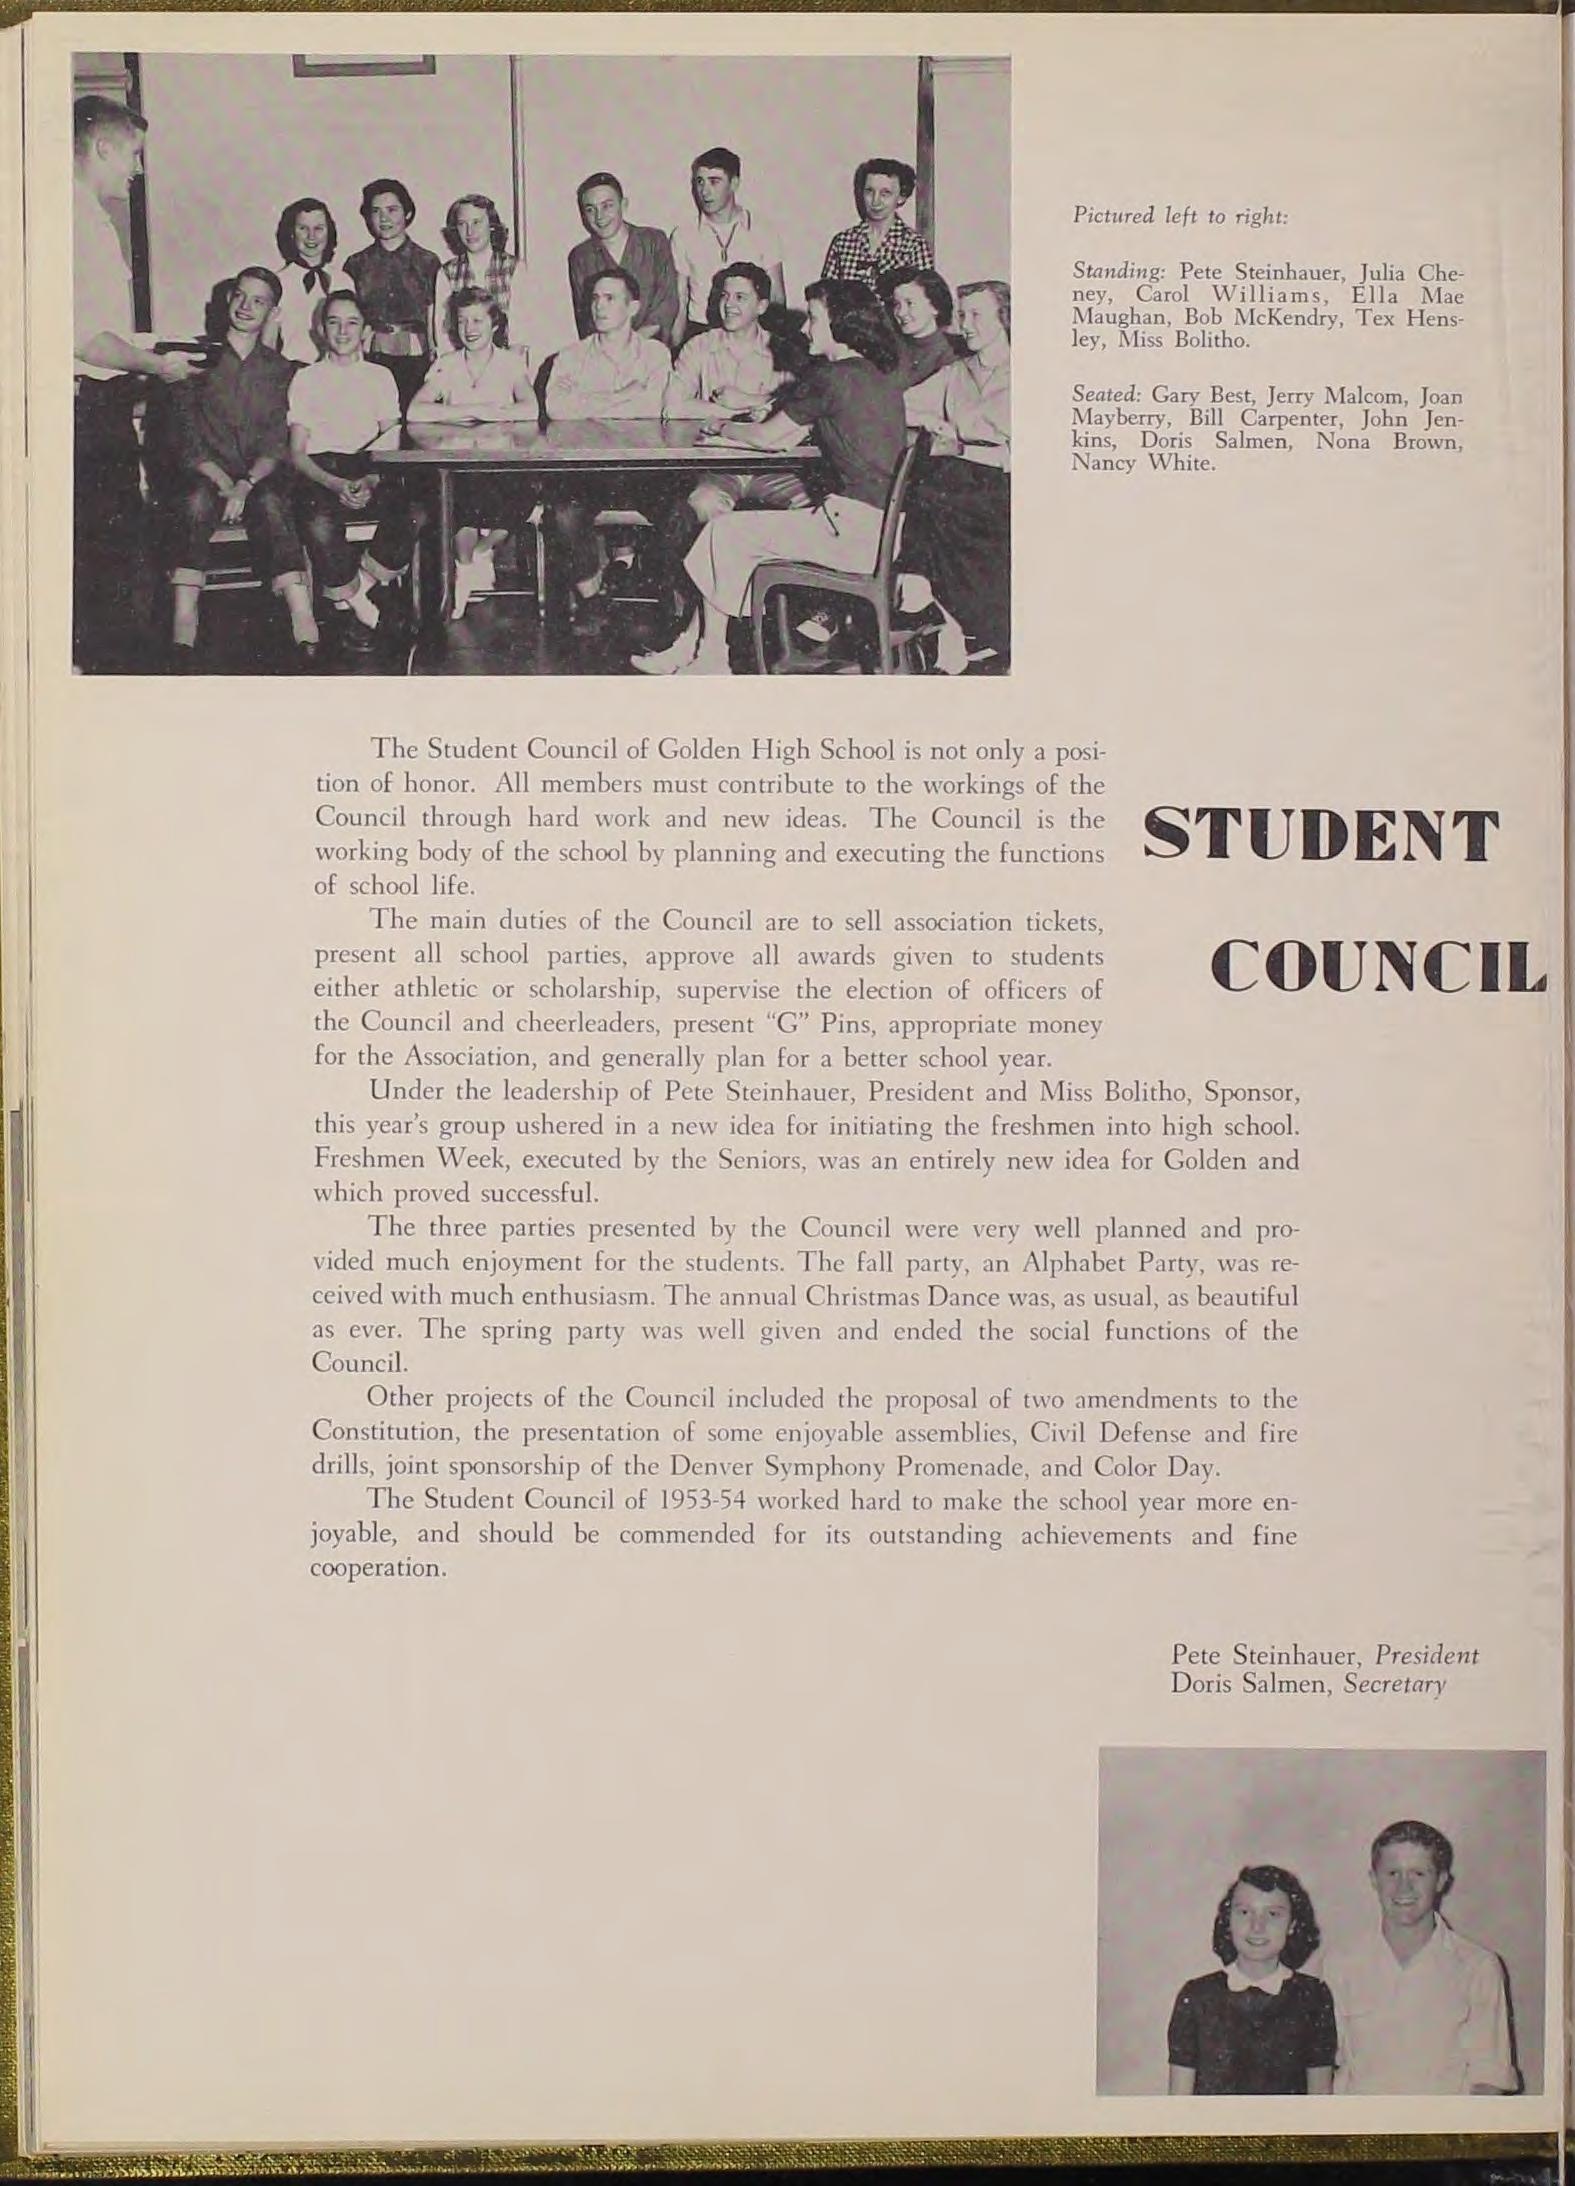 Pictured left to right:
Standing: Pete Steinhauer, Julia Che-
ney, Carol Williams, Ella Mae
Maughan, Bob McKendry, Tex Hens-
ley, Miss Bolitho.
Seated: Gary Best, Jerry Malcom, Joan
Mayberry, Bill Carpenter, John Jen-
kins, Doris Salmen, Nona Brown,
Nancy White.
STUDENT
COUNCIL
The Student Council of Golden High School is not only a posi-
tion of honor. All members must contribute to the workings of the
Council through hard work and new ideas. The Council is the
working body of the school by planning and executing the functions
of school life.
The main duties of the Council are to sell association tickets,
present all school parties, approve all awards given to students
either athletic or scholarship, supervise the election of officers of
the Council and cheerleaders, present "G" Pins, appropriate money
for the Association, and generally plan for a better school year.
Under the leadership of Pete Steinhauer, President and Miss Bolitho, Sponsor,
this year's group ushered in a new idea for initiating the freshmen into high school.
Freshmen Week, executed by the Seniors, was an entirely new idea for Golden and
which proved successful.
The three parties presented by the Council were very well planned and pro-
vided much enjoyment for the students. The fall party, an Alphabet Party, was re-
ceived with much enthusiasm. The annual Christmas Dance was, as usual, as beautiful
as ever. The spring party was well given and ended the social functions of the
Council.
Other projects of the Council included the proposal of two amendments to the
Constitution, the presentation of some enjoyable assemblies, Civil Defense and fire
drills, joint sponsorship of the Denver Symphony Promenade, and Color Day.
The Student Council of 1953-54 worked hard to make the school year more en-
joyable, and should be commended for its outstanding achievements and fine
cooperation.
Pete Steinhauer, President
Doris Salmen, Secretary